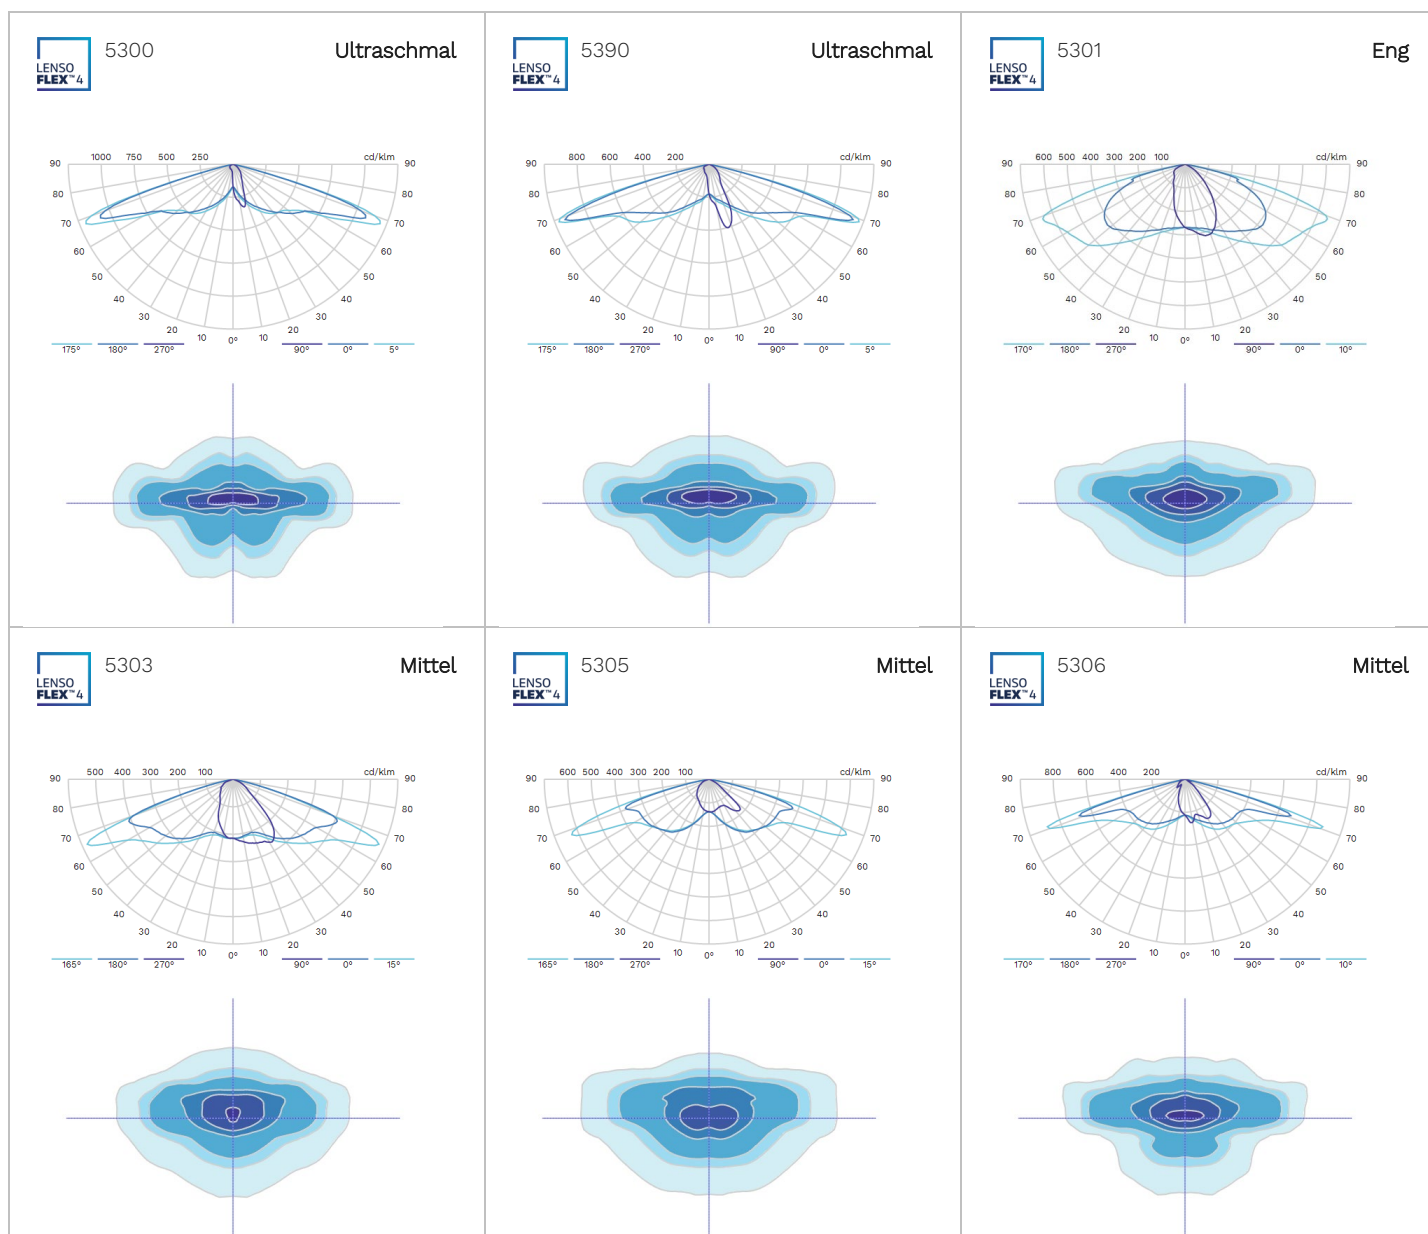 5300 Ultraschmal
LENSO
FLEX™4
90 1000 750 500 250 cd/klm 90
80 80
70 70
60 60
50 50
40 40
30 30
20 10 0° 10 20
175° 180° 270° 90° 0° 5°
5390 Ultraschmal
LENSO
FLEX™4
90 800 600 400 200 cd/klm 90
80 80
70 70
60 60
50 50
40 40
30 30
20 10 0° 10 20
175° 180° 270° 90° 0° 5°
5301 Eng
LENSO
FLEX™4
90 600 500 400 300 200 100 cd/klm 90
80 80
70 70
60 60
50 50
40 40
30 30
20 10 0° 10 20
170° 180° 270° 90° 0° 10°
5303 Mittel
LENSO
FLEX™4
90 500 400 300 200 100 cd/klm 90
80 80
70 70
60 60
50 50
40 40
30 30
20 10 0° 10 20
165° 180° 270° 90° 0° 15°
5305 Mittel
LENSO
FLEX™4
90 600 500 400 300 200 100 cd/klm 90
80 80
70 70
60 60
50 50
40 40
30 30
20 10 0° 10 20
165° 180° 270° 90° 0° 15°
5306 Mittel
LENSO
FLEX™4
90 800 600 400 200 cd/klm 90
80 80
70 70
60 60
50 50
40 40
30 30
20 10 0° 10 20
170° 180° 270° 90° 0° 10°